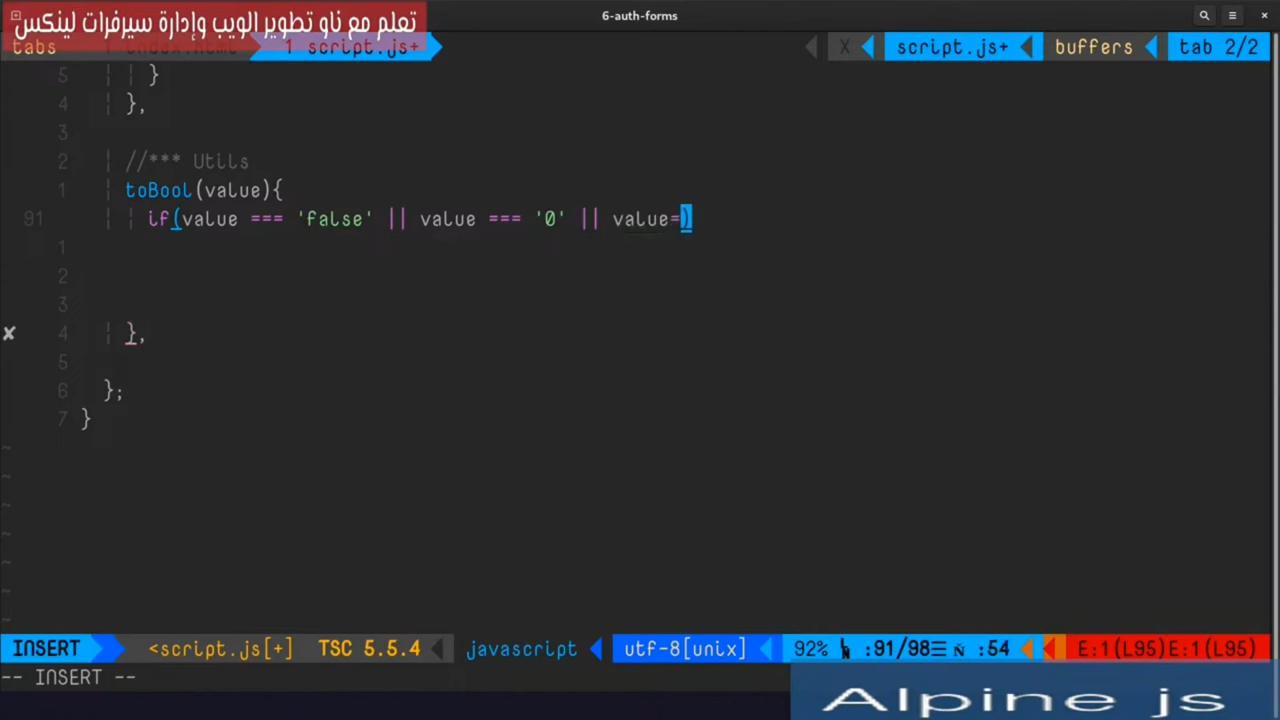 6-auth-forms
تعلم مع ناو تطوير الويب وإدارة سيرفرات لينكس
tabs index.html 1 script.js+ X script.js+ buffers tab 2/2
5 }
4 },
3
2 //*** Utils
1 toBool(value){
91 if(value === 'false' || value === '0' || value=)
1
2
3
✗ 4 },
5
6 };
7 }
~
~
~
~
~
~
~
INSERT <script.js[+] TSC 5.5.4 javascript utf-8[unix] 92% :91/98☰ :54 E:1(L95)E:1(L95)
-- INSERT --
Alpine js